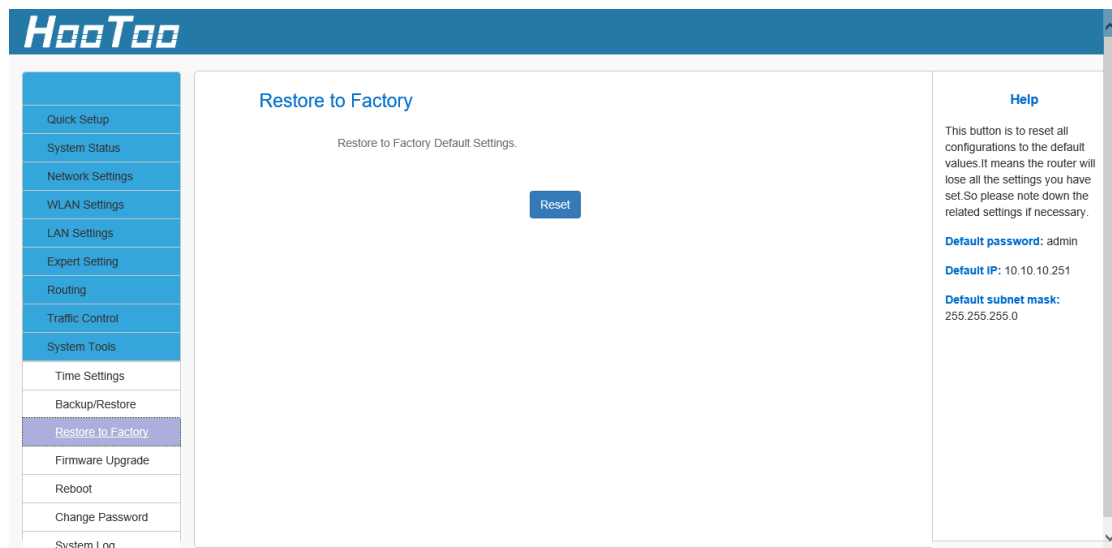 HooToo
Quick Setup
System Status
Network Settings
WLAN Settings
LAN Settings
Expert Setting
Routing
Traffic Control
System Tools
Time Settings
Backup/Restore
Restore to Factory
Firmware Upgrade
Reboot
Change Password
System Log
Restore to Factory
Restore to Factory Default Settings.
Reset
Help
This button is to reset all
configurations to the default
values.It means the router will
lose all the settings you have
set.So please note down the
related settings if necessary.
Default password: admin
Default IP: 10.10.10.251
Default subnet mask:
255.255.255.0